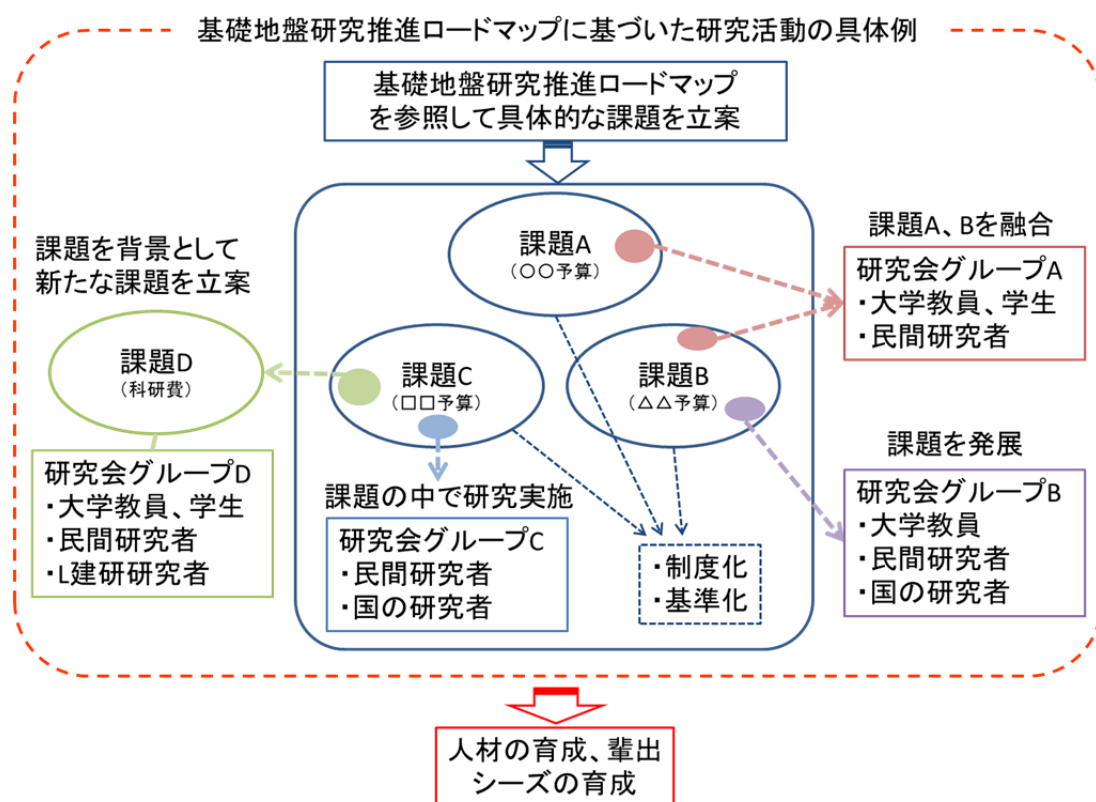 基礎地盤研究推進ロードマップに基づいた研究活動の具体例
基礎地盤研究推進ロードマップ
を参照して具体的な課題を立案
課題A
(○○予算)
課題A、Bを融合
研究会グループA
・大学教員、学生
・民間研究者
課題を背景として
新たな課題を立案
課題D
(科研費)
課題C
(□□予算)
課題B
(△△予算)
課題を発展
研究会グループB
・大学教員
・民間研究者
・国の研究者
研究会グループD
・大学教員、学生
・民間研究者
・L建研研究者
課題の中で研究実施
研究会グループC
・民間研究者
・国の研究者
・制度化
・基準化
人材の育成、輩出
シーズの育成